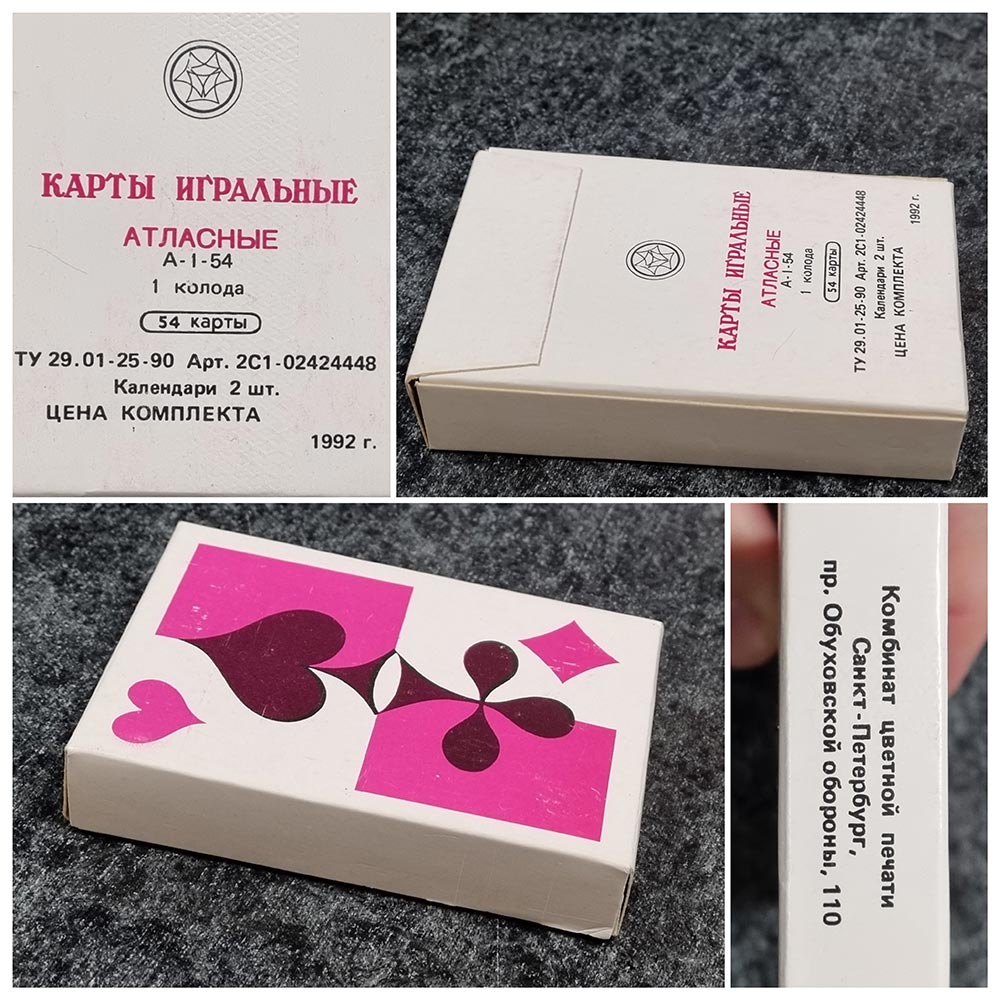 КАРТЫ ИГРАЛЬНЫЕ
АТЛАСНЫЕ
А-1-54
1 колода
54 карты
ТУ 29.01-25-90 Арт. 2С1-02424448
Календари 2 шт.
ЦЕНА КОМПЛЕКТА
1992 г.
КАРТЫ ИГРАЛЬНЫЕ
АТЛАСНЫЕ
А-1-54
1 колода
54 карты
ТУ 29.01-25-90 Арт. 2С1-02424448
Календари 2 шт.
ЦЕНА КОМПЛЕКТА
1992 г.
Комбинат цветной печати
Санкт-Петербург,
пр. Обуховской обороны, 110